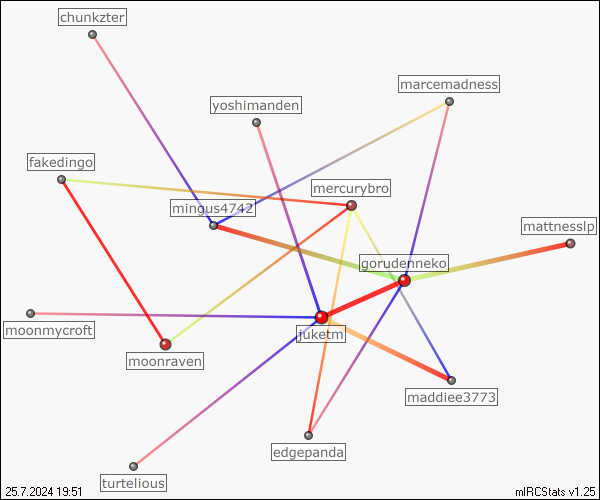 chunkzter
marcemadness
yoshimanden
fakedingo
mercurybro
mingus4742
mattnesslp
gorudenneko
moonmycroft
juketm
moonraven
maddiee3773
edgepanda
turtelious
25.7.2024 19:51
mIRCStats v1.25